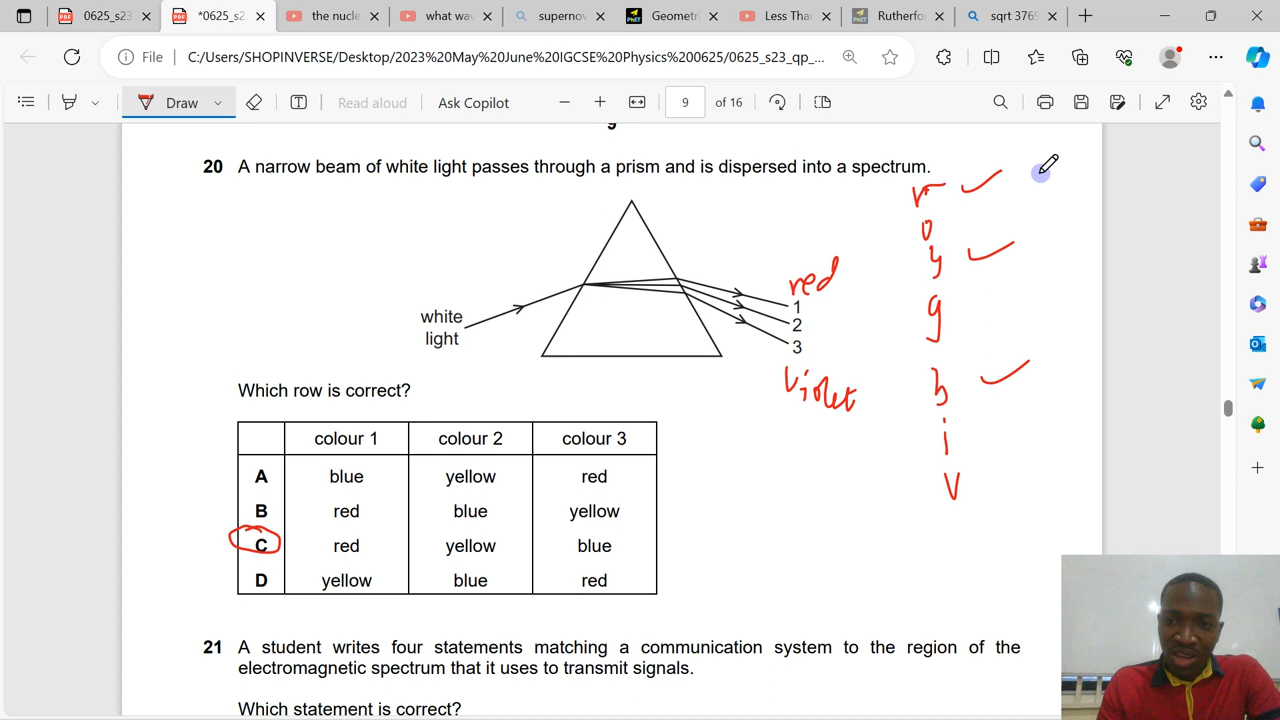 0625_s23
*0625_s2
the nucle
what wav
supernov
Geometr
Less Tha
Rutherfo
sqrt 3769
File
C:/Users/SHOPINVERSE/Desktop/2023%20May%20June%20IGCSE%20Physics%200625/0625_s23_qp_...
Draw
Read aloud
Ask Copilot
9
of 16
20 A narrow beam of white light passes through a prism and is dispersed into a spectrum.
white
light
1
2
3
red
violet
r
o
y
g
b
i
v
Which row is correct?
colour 1 colour 2 colour 3
A blue yellow red
B red blue yellow
C red yellow blue
D yellow blue red
21 A student writes four statements matching a communication system to the region of the
electromagnetic spectrum that it uses to transmit signals.
Which statement is correct?